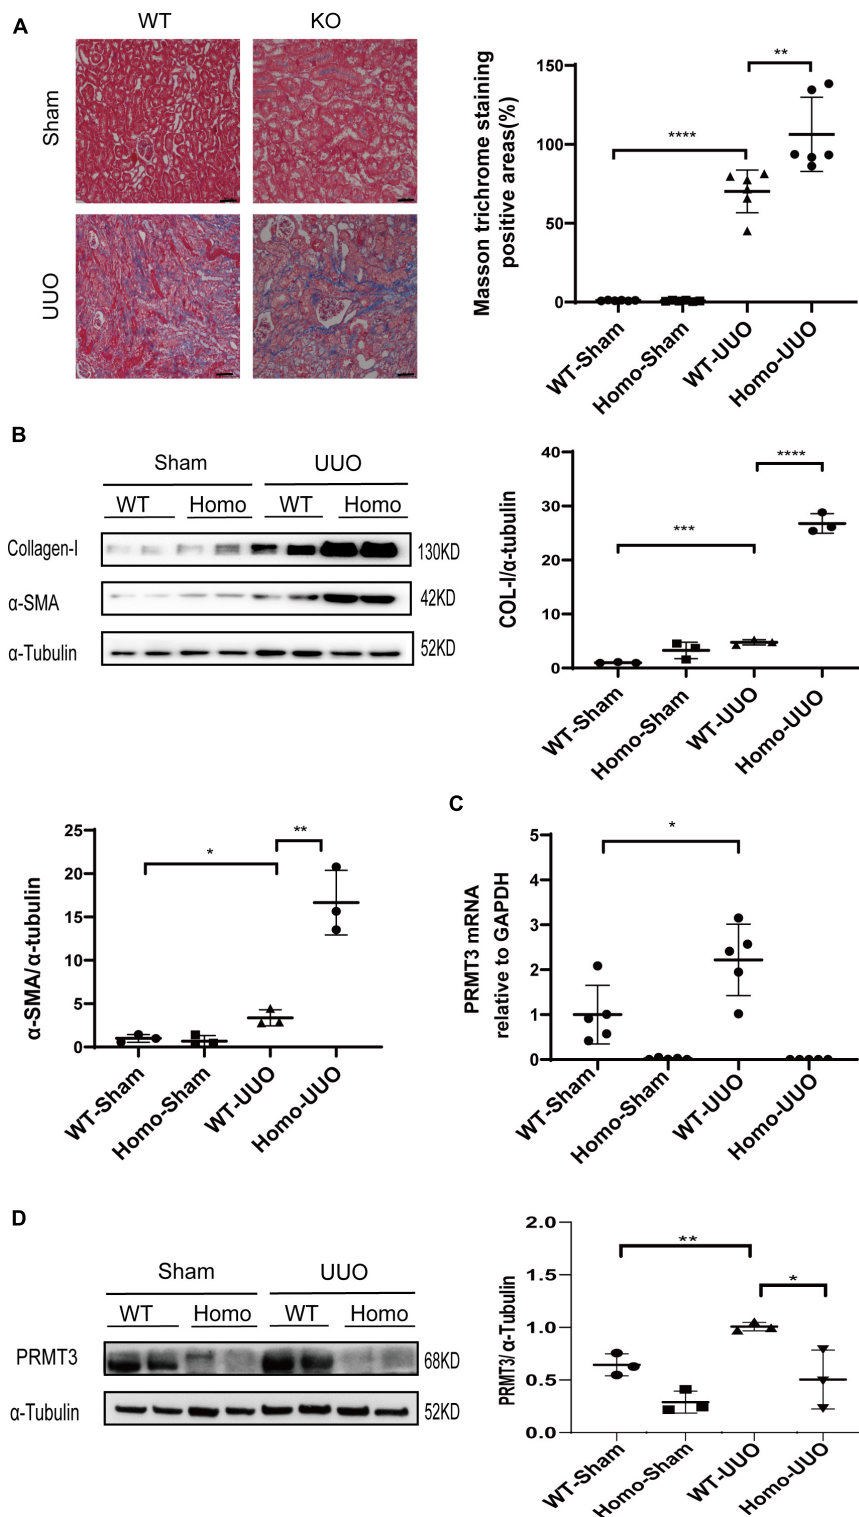 A
WT
KO
Sham
UUO
Masson trichrome staining
positive areas(%)
150
100
50
0
****
**
WT-Sham
Homo-Sham
WT-UUO
Homo-UUO
B
Sham
UUO
WT
Homo
WT
Homo
Collagen-I
130KD
α-SMA
42KD
α-Tubulin
52KD
COL-I/α-tubulin
40
30
20
10
0
***
****
WT-Sham
Homo-Sham
WT-UUO
Homo-UUO
α-SMA/α-tubulin
25
20
15
10
5
0
*
**
WT-Sham
Homo-Sham
WT-UUO
Homo-UUO
C
PRMT3 mRNA
relative to GAPDH
5
4
3
2
1
0
*
WT-Sham
Homo-Sham
WT-UUO
Homo-UUO
D
Sham
UUO
WT
Homo
WT
Homo
PRMT3
68KD
α-Tubulin
52KD
PRMT3/α-Tubulin
2.0
1.5
1.0
0.5
0.0
**
*
WT-Sham
Homo-Sham
WT-UUO
Homo-UUO